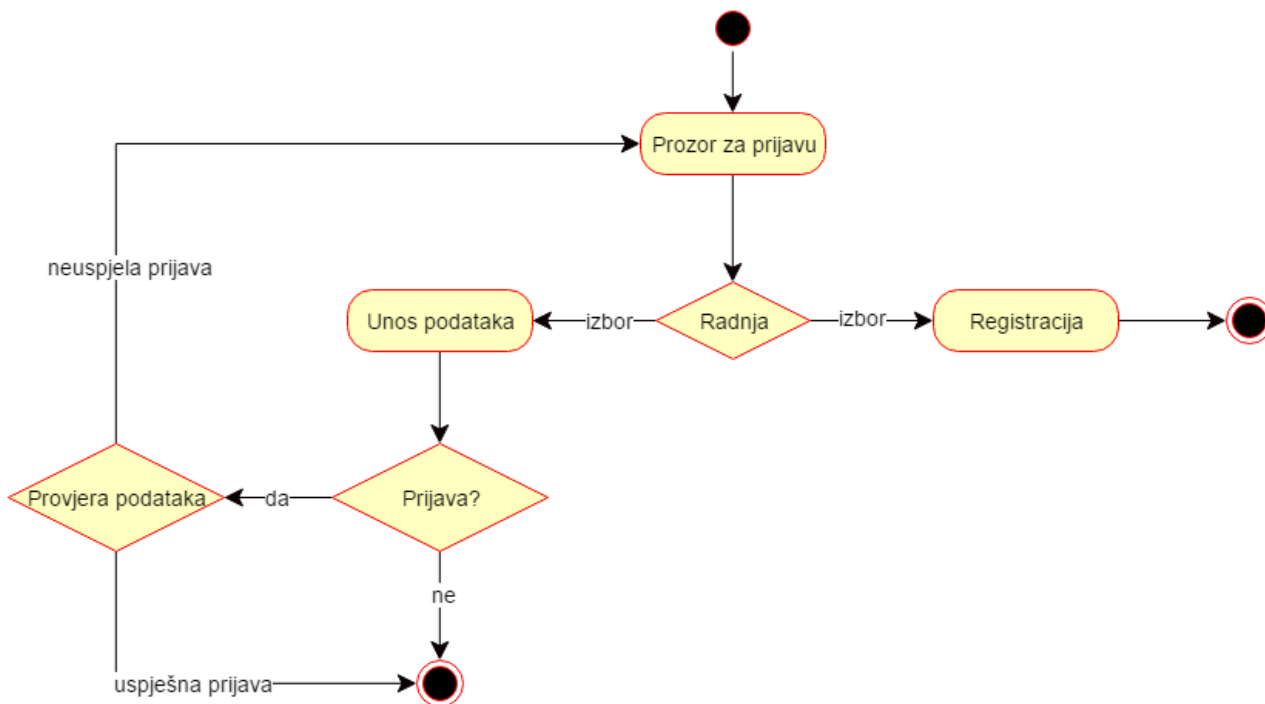 Prozor za prijavu
neuspjela prijava
Unos podataka
izbor
Radnja
izbor
Registracija
Provjera podataka
da
Prijava?
ne
uspješna prijava